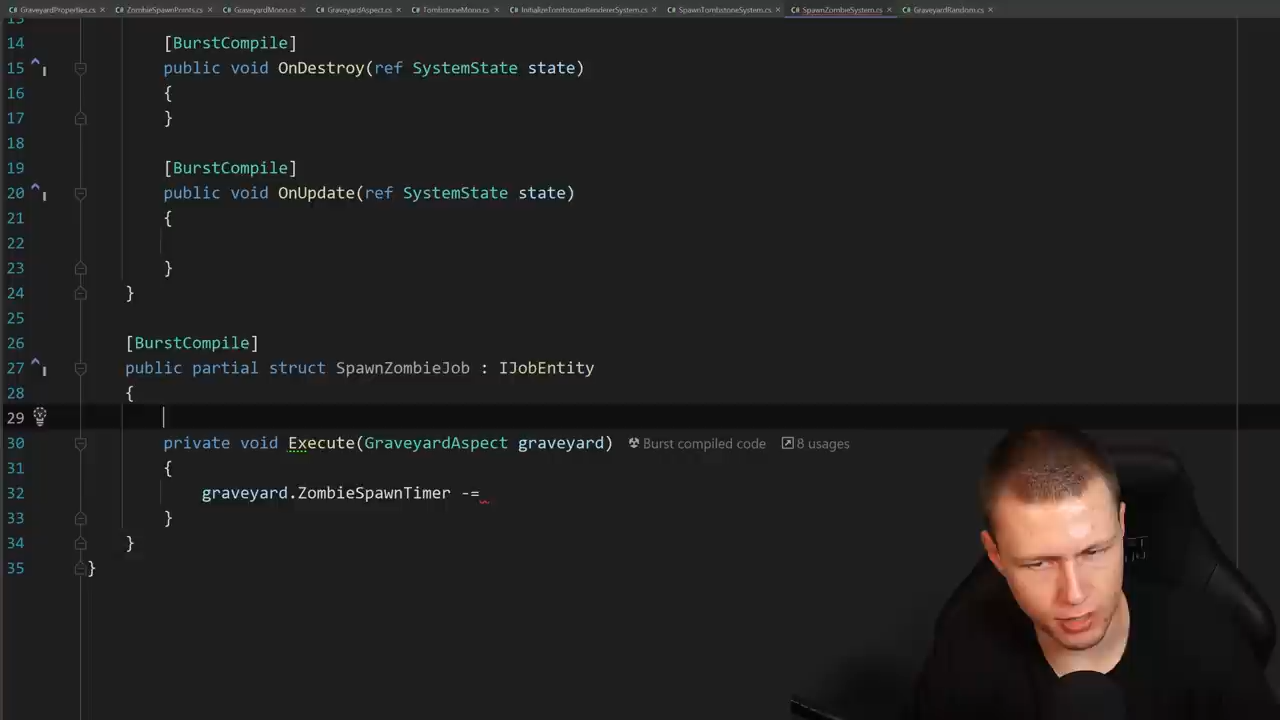 GraveyardProperties.cs ZombieSpawnPoints.cs GraveyardMono.cs GraveyardAspect.cs TombstoneMono.cs InitializeTombstoneRendererSystem.cs SpawnTombstoneSystem.cs SpawnZombieSystem.cs GraveyardRandom.cs
13
14 [BurstCompile]
15 public void OnDestroy(ref SystemState state)
16 {
17 }
18
19 [BurstCompile]
20 public void OnUpdate(ref SystemState state)
21 {
22
23 }
24 }
25
26 [BurstCompile]
27 public partial struct SpawnZombieJob : IJobEntity
28 {
29
30 private void Execute(GraveyardAspect graveyard) Burst compiled code 8 usages
31 {
32 graveyard.ZombieSpawnTimer -=
33 }
34 }
35 }